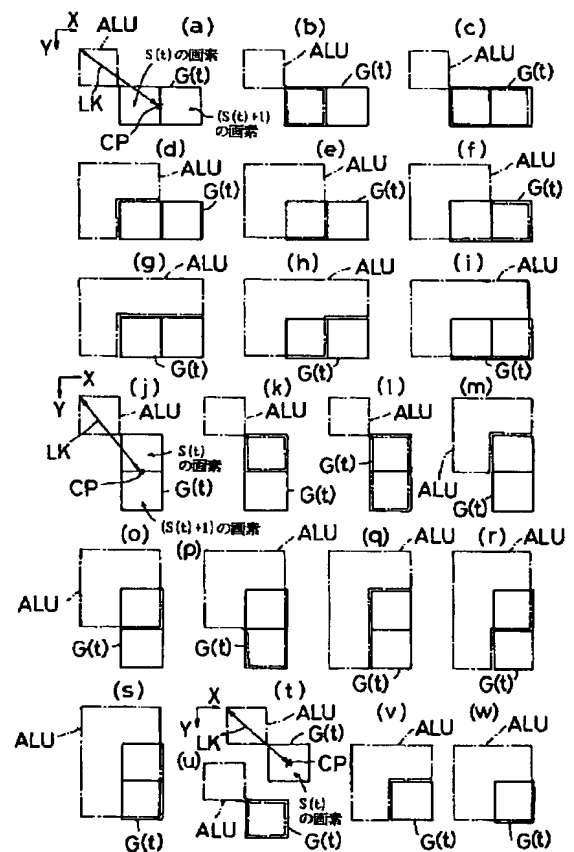 X ALU (a) (b) (c)
Y S(t)の画素 G(t) ALU G(t) ALU G(t)
LK CP (S(t)+1)の画素
(d) (e) (f)
ALU G(t) ALU G(t) ALU G(t)
(g) ALU (h) ALU (i) ALU
G(t) G(t) G(t)
X (j) (k) (l) (m)
Y ALU ALU ALU
LK S(t)の画素
CP G(t) G(t) G(t) ALU
(S(t)+1)の画素 G(t)
(o) (p) ALU (q) ALU (r) ALU
ALU
G(t) G(t) G(t) G(t)
(s) X (t) (v) (w)
ALU Y ALU G(t) ALU ALU
LK CP
(u) S(t)の画素
G(t) ALU G(t) G(t) G(t)